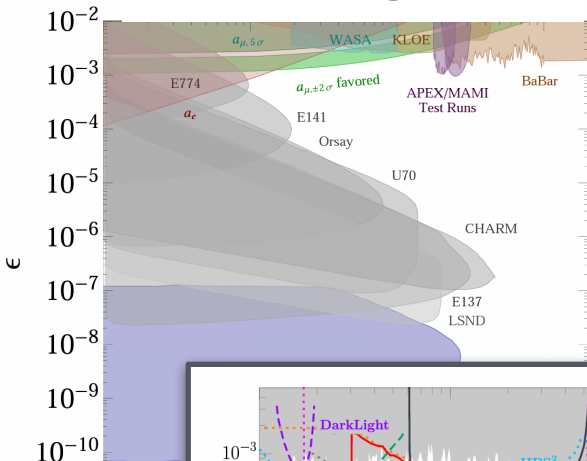 10⁻²
a_μ,5σ
WASA
KLOE
10⁻³
E774
a_μ,±2σ favored
APEX/MAMI
Test Runs
BaBar
a_e
E141
10⁻⁴
Orsay
10⁻⁵
U70
10⁻⁶
CHARM
ϵ
10⁻⁷
E137
LSND
10⁻⁸
10⁻⁹
DarkLight
10⁻¹⁰
10⁻³